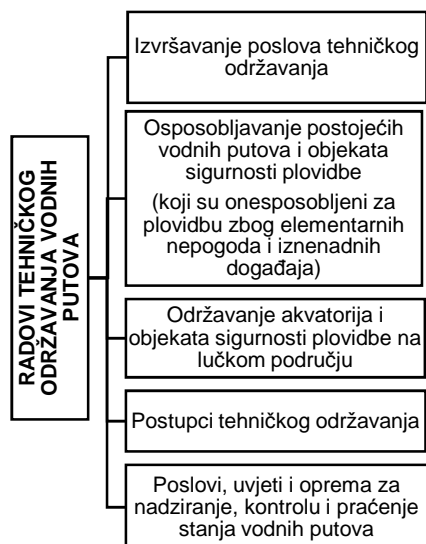 RADOVI TEHNIČKOG
ODRŽAVANJA VODNIH
PUTOVA
Izvršavanje poslova tehničkog
održavanja
Osposobljavanje postojećih
vodnih putova i objekata
sigurnosti plovidbe
(koji su onesposobljeni za
plovidbu zbog elementarnih
nepogoda i iznenadnih
događaja)
Održavanje akvatorija i
objekata sigurnosti plovidbe na
lučkom području
Postupci tehničkog održavanja
Poslovi, uvjeti i oprema za
nadziranje, kontrolu i praćenje
stanja vodnih putova